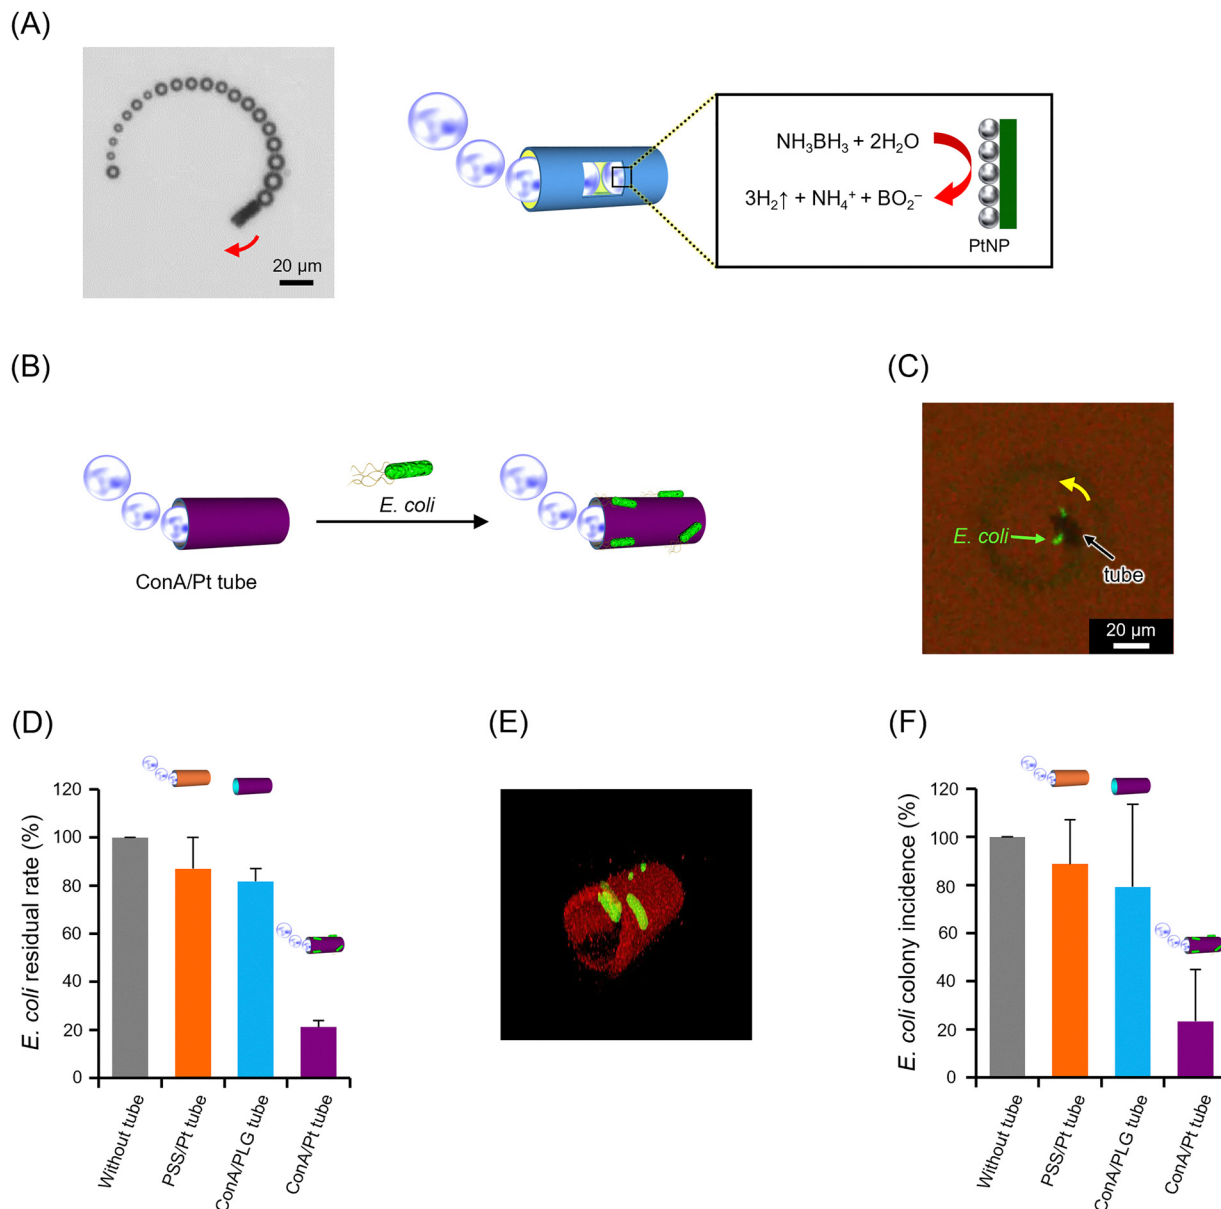 (A)
20 µm
NH₃BH₃ + 2H₂O
3H₂↑ + NH₄⁺ + BO₂⁻
PtNP
(B)
E. coli
ConA/Pt tube
(C)
E. coli
tube
20 µm
(D)
E. coli residual rate (%)
120
100
80
60
40
20
0
Without tube
PSS/Pt tube
ConA/PLG tube
ConA/Pt tube
(E)
(F)
E. coli colony incidence (%)
120
100
80
60
40
20
0
Without tube
PSS/Pt tube
ConA/PLG tube
ConA/Pt tube